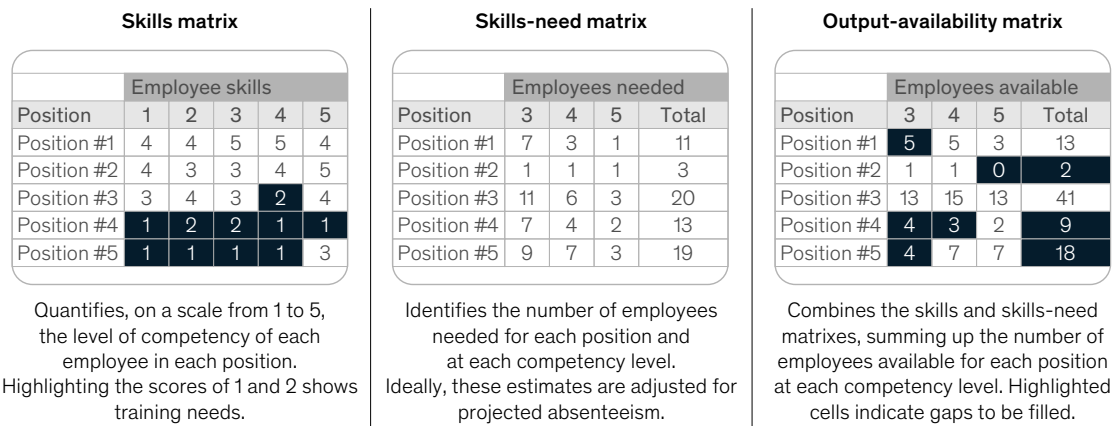 Skills matrix
Employee skills
Position 1 2 3 4 5
Position #1 4 4 5 5 4
Position #2 4 3 3 4 5
Position #3 3 4 3 2 4
Position #4 1 2 2 1 1
Position #5 1 1 1 1 3
Quantifies, on a scale from 1 to 5,
the level of competency of each
employee in each position.
Highlighting the scores of 1 and 2 shows
training needs.
Skills-need matrix
Employees needed
Position 3 4 5 Total
Position #1 7 3 1 11
Position #2 1 1 1 3
Position #3 11 6 3 20
Position #4 7 4 2 13
Position #5 9 7 3 19
Identifies the number of employees
needed for each position and
at each competency level.
Ideally, these estimates are adjusted for
projected absenteeism.
Output-availability matrix
Employees available
Position 3 4 5 Total
Position #1 5 5 3 13
Position #2 1 1 0 2
Position #3 13 15 13 41
Position #4 4 3 2 9
Position #5 4 7 7 18
Combines the skills and skills-need
matrixes, summing up the number of
employees available for each position
at each competency level. Highlighted
cells indicate gaps to be filled.